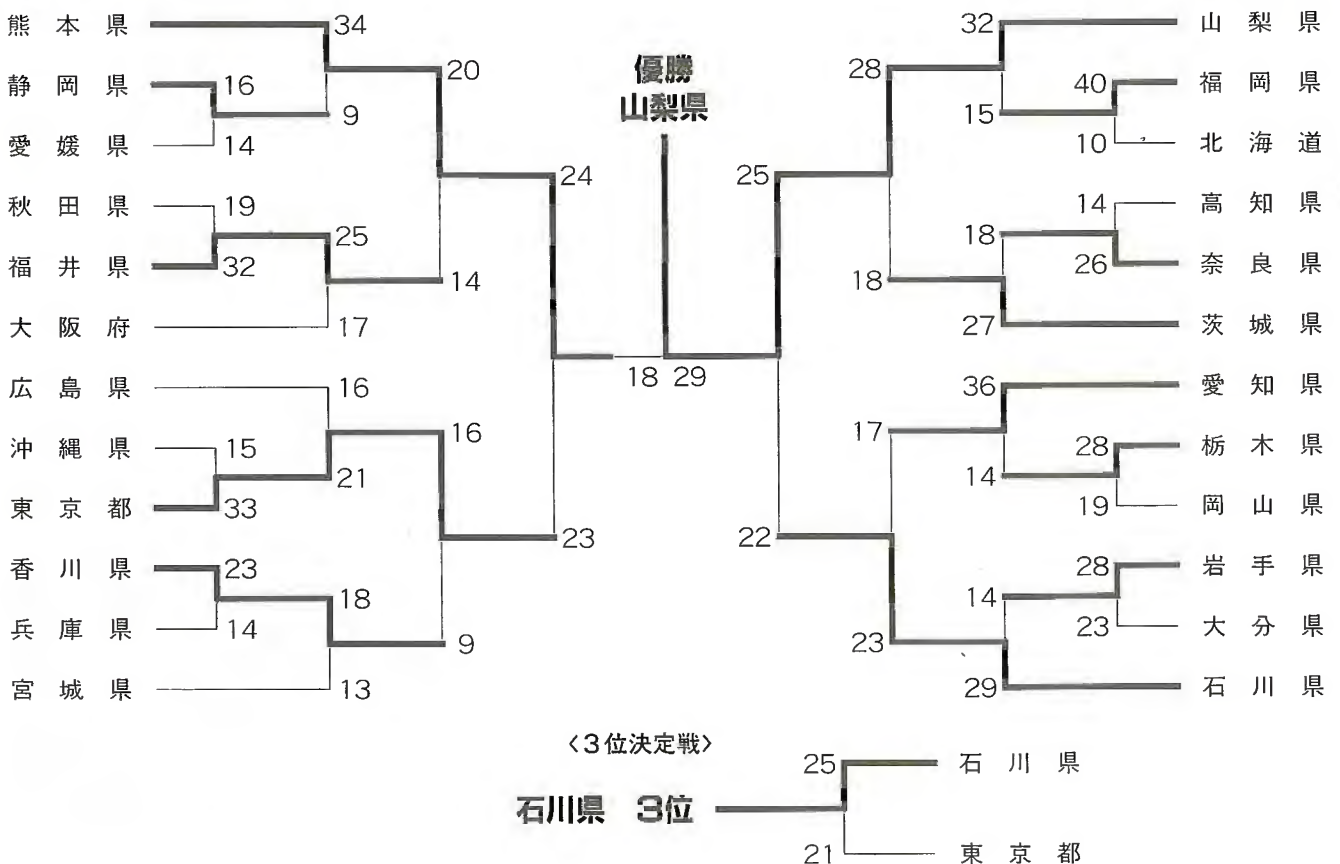 熊本県 34 32 山梨県
20 28
静岡県 16 優勝 40 福岡県
9 山梨県 15
愛媛県 14 10 北海道
24 25
秋田県 19 14 高知県
25 18
福井県 32 26 奈良県
14 18
大阪府 17 27 茨城県
18 29
広島県 16 36 愛知県
16 17
沖縄県 15 28 栃木県
21 14
東京都 33 19 岡山県
23 22
香川県 23 28 岩手県
18 14
兵庫県 14 23 大分県
9 23
宮城県 13 29 石川県
〈3位決定戦〉
25 石川県
石川県 3位
21 東京都